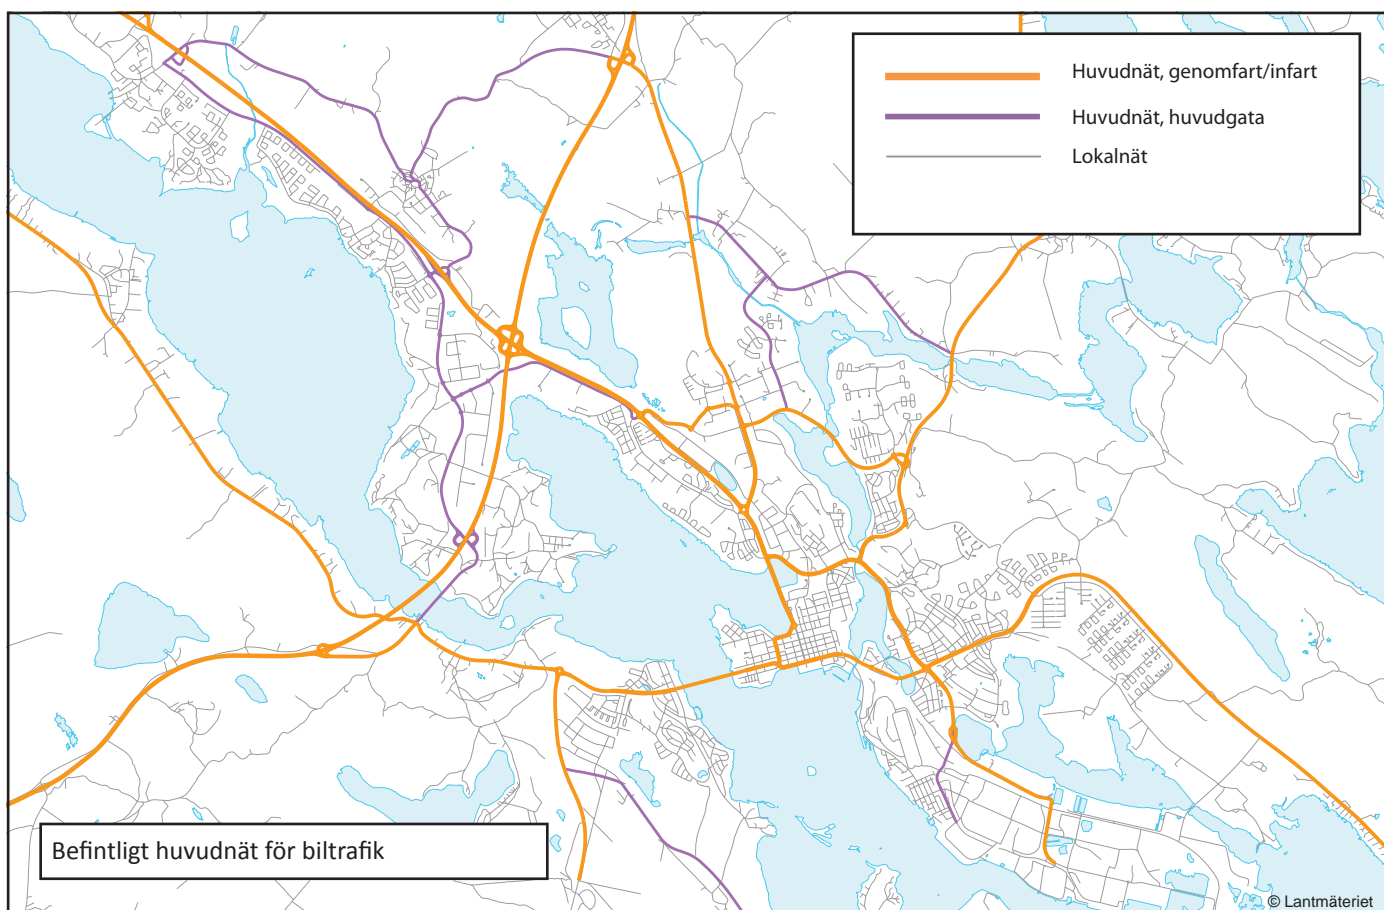 Huvudnät, genomfart/infart
Huvudnät, huvudgata
Lokalnät
Befintligt huvudnät för biltrafik
© Lantmäteriet